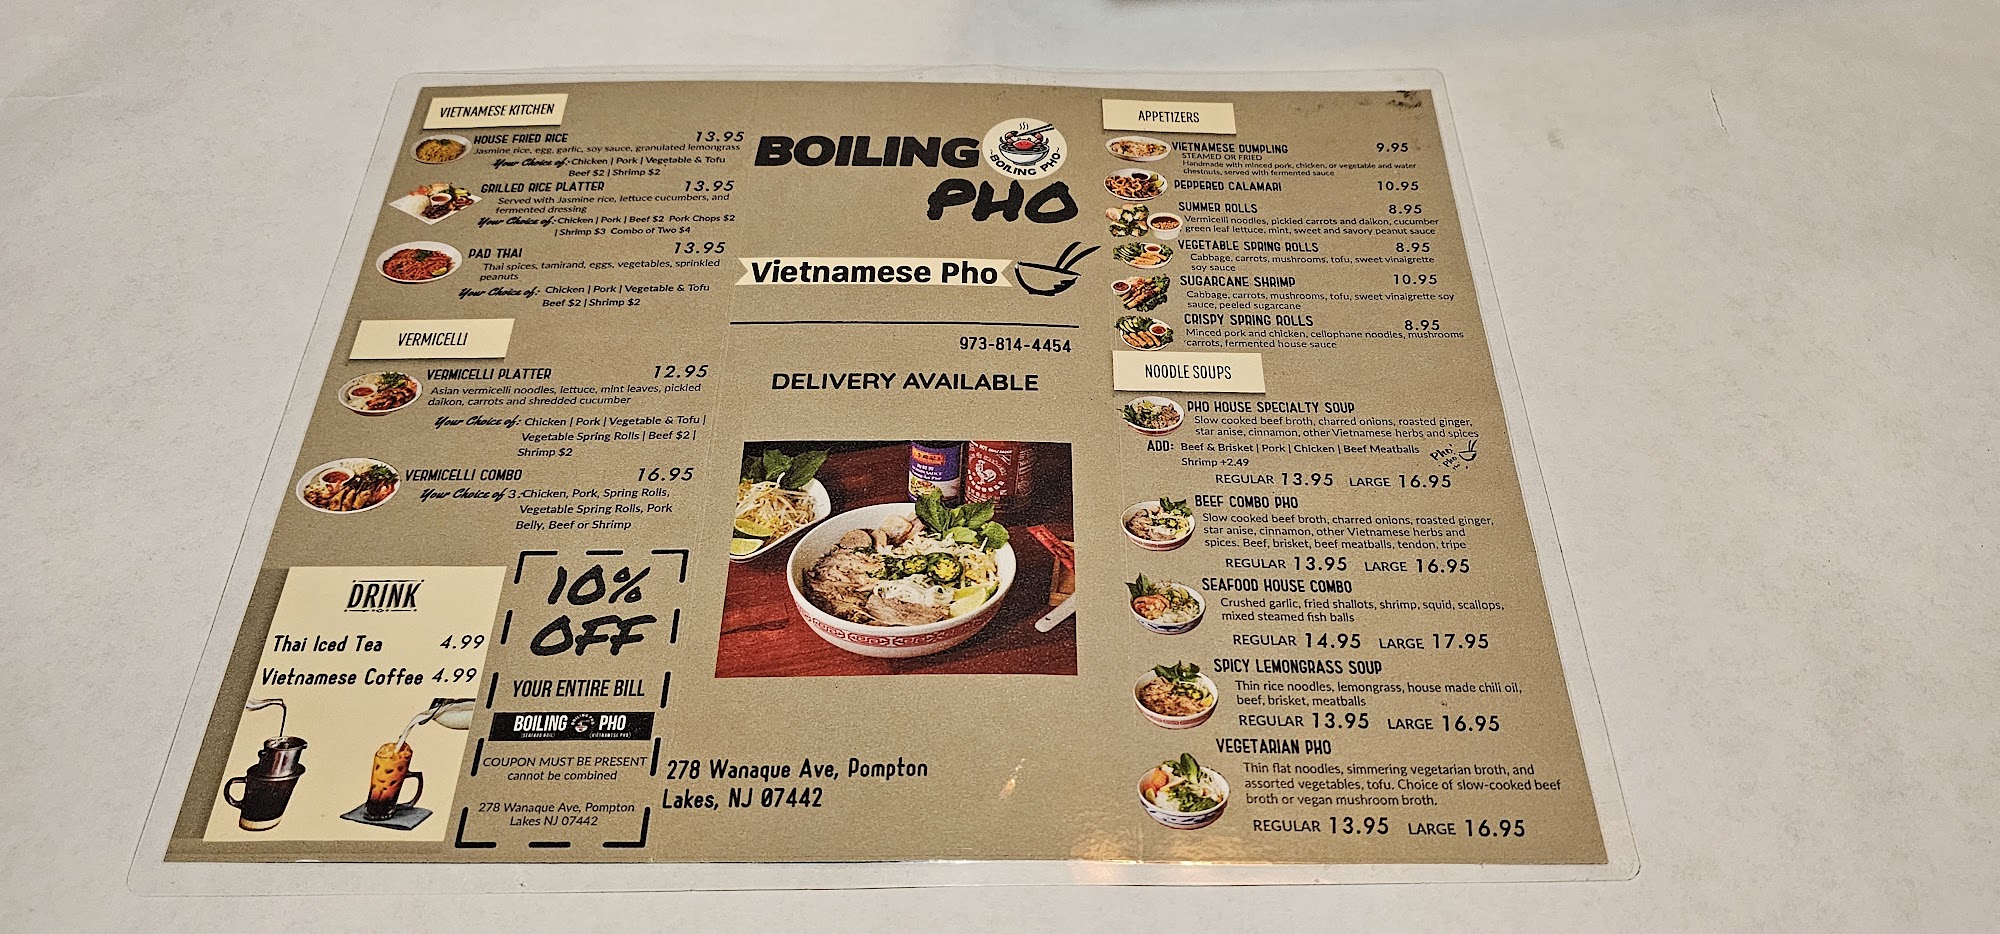 VIETNAMESE KITCHEN
HOUSE FRIED RICE 13.95
Jasmine rice, egg, garlic, soy sauce, granulated lemongrass
Your Choice of:-Chicken | Pork | Vegetable & Tofu
Beef $2 | Shrimp $2
GRILLED RICE PLATTER 13.95
Served with Jasmine rice, lettuce cucumbers, and
fermented dressing
Your Choice of:-Chicken | Pork | Beef $2 Pork Chops $2
| Shrimp $3 Combo of Two $4
PAD THAI 13.95
Thai spices, tamirand, eggs, vegetables, sprinkled
peanuts
Your Choice of:- Chicken | Pork | Vegetable & Tofu
Beef $2 | Shrimp $2
VERMICELLI
VERMICELLI PLATTER 12.95
Asian vermicelli noodles, lettuce, mint leaves, pickled
daikon, carrots and shredded cucumber
Your Choice of:- Chicken | Pork | Vegetable & Tofu |
Vegetable Spring Rolls | Beef $2 |
Shrimp $2
VERMICELLI COMBO 16.95
Your Choice of 3:-Chicken, Pork, Spring Rolls,
Vegetable Spring Rolls, Pork
Belly, Beef or Shrimp
DRINK
Thai Iced Tea 4.99
Vietnamese Coffee 4.99
10%
OFF
YOUR ENTIRE BILL
BOILING PHO
(SEAFOOD BOIL) (VIETNAMESE PHO)
COUPON MUST BE PRESENT
cannot be combined
278 Wanaque Ave, Pompton
Lakes NJ 07442
BOILING
PHO
~BOILING PHO~
Vietnamese Pho
973-814-4454
DELIVERY AVAILABLE
278 Wanaque Ave, Pompton
Lakes, NJ 07442
APPETIZERS
VIETNAMESE DUMPLING 9.95
STEAMED OR FRIED
Handmade with minced pork, chicken, or vegetable and water
chestnuts, served with fermented sauce
PEPPERED CALAMARI 10.95
SUMMER ROLLS 8.95
Vermicelli noodles, pickled carrots and daikon, cucumber
green leaf lettuce, mint, sweet and savory peanut sauce
VEGETABLE SPRING ROLLS 8.95
Cabbage, carrots, mushrooms, tofu, sweet vinaigrette
soy sauce
SUGARCANE SHRIMP 10.95
Cabbage, carrots, mushrooms, tofu, sweet vinaigrette soy
sauce, peeled sugarcane
CRISPY SPRING ROLLS 8.95
Minced pork and chicken, cellophane noodles, mushrooms
carrots, fermented house sauce
NOODLE SOUPS
PHO HOUSE SPECIALTY SOUP
Slow cooked beef broth, charred onions, roasted ginger,
star anise, cinnamon, other Vietnamese herbs and spices
ADD: Beef & Brisket | Pork | Chicken | Beef Meatballs
Shrimp +2.49
REGULAR 13.95 LARGE 16.95
BEEF COMBO PHO
Slow cooked beef broth, charred onions, roasted ginger,
star anise, cinnamon, other Vietnamese herbs and
spices. Beef, brisket, beef meatballs, tendon, tripe
REGULAR 13.95 LARGE 16.95
SEAFOOD HOUSE COMBO
Crushed garlic, fried shallots, shrimp, squid, scallops,
mixed steamed fish balls
REGULAR 14.95 LARGE 17.95
SPICY LEMONGRASS SOUP
Thin rice noodles, lemongrass, house made chili oil,
beef, brisket, meatballs
REGULAR 13.95 LARGE 16.95
VEGETARIAN PHO
Thin flat noodles, simmering vegetarian broth, and
assorted vegetables, tofu. Choice of slow-cooked beef
broth or vegan mushroom broth.
REGULAR 13.95 LARGE 16.95